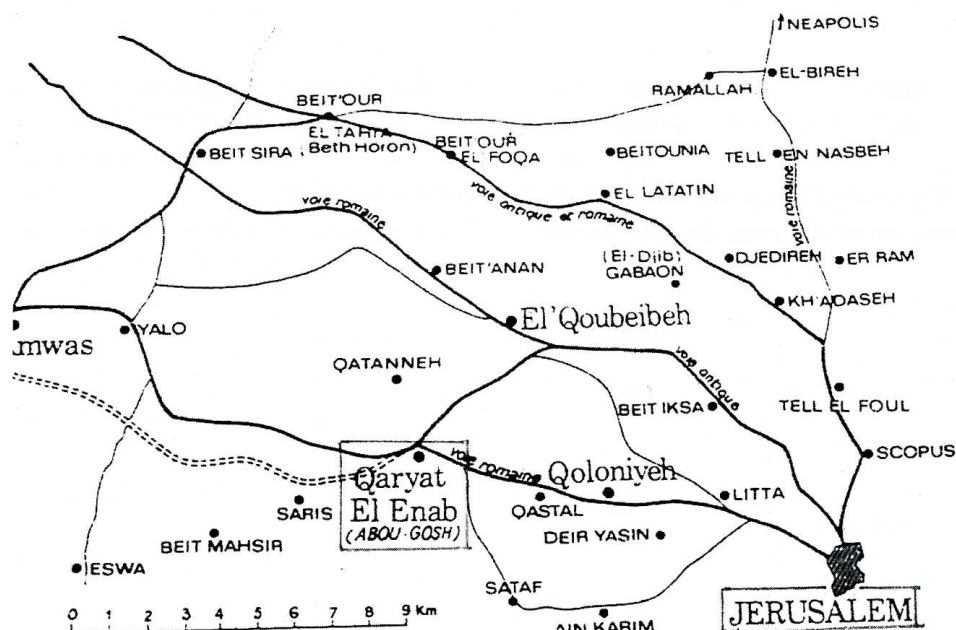 NEAPOLIS
EL-BIREH
RAMALLAH
BEIT'OUR
EL TAHTA
(Beth Horon)
BEIT SIRA
BEIT OUR
EL FOQA
BEITOUNIA
TELL EN NASBEH
EL LATATIN
voie romaine
voie antique et romaine
voie romaine
(El-Djib)
GABAON
DJEDIREH
ER RAM
BEIT'ANAN
KH'ADASEH
El'Qoubeibeh
YALO
mwas
QATANNEH
voie antique
BEIT IKSA
TELL EL FOUL
SCOPUS
voie romaine
Qaryat
El Enab
(ABOU-GOSH)
Qoloniyeh
QASTAL
LITTA
SARIS
BEIT MAHSIR
DEIR YASIN
ESWA
SATAF
AIN KARIM
JERUSALEM
0 1 2 3 4 5 6 7 8 9 Km